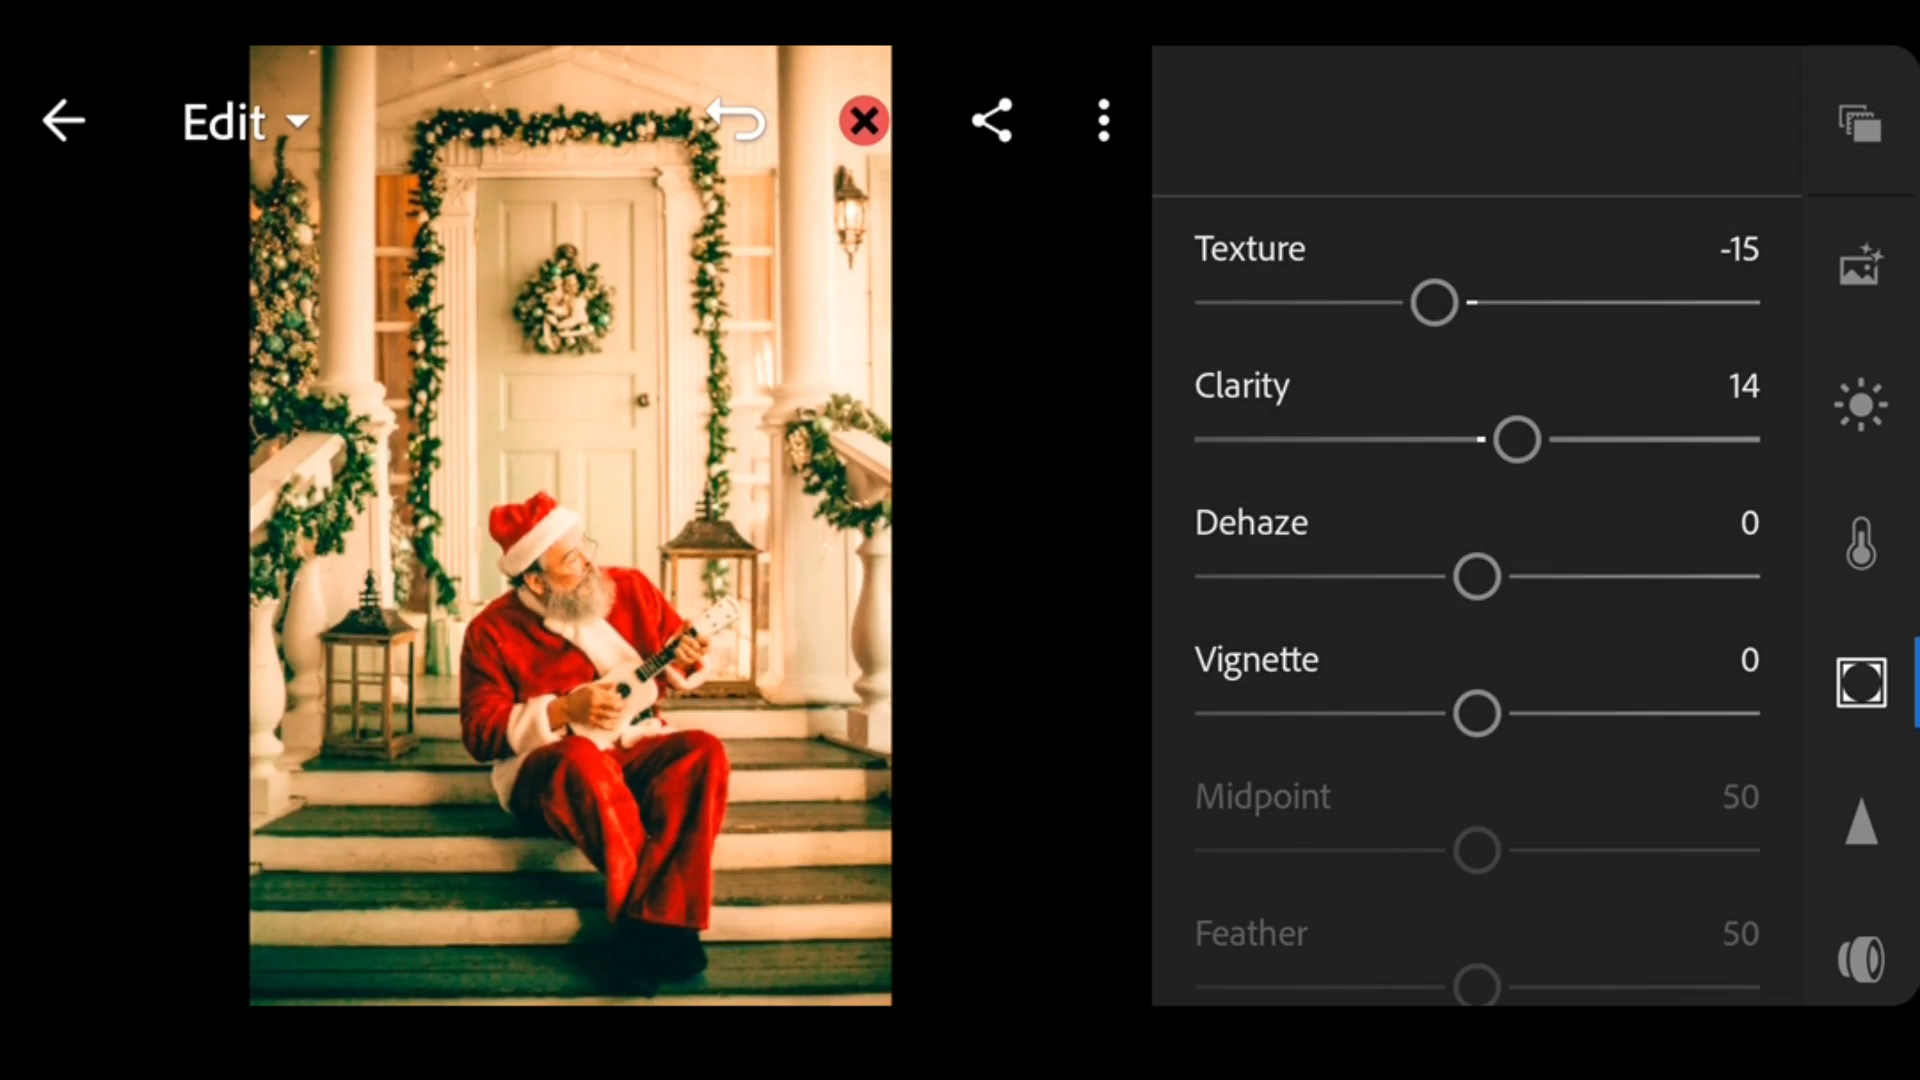 Edit
Texture -15
Clarity 14
Dehaze 0
Vignette 0
Midpoint 50
Feather 50